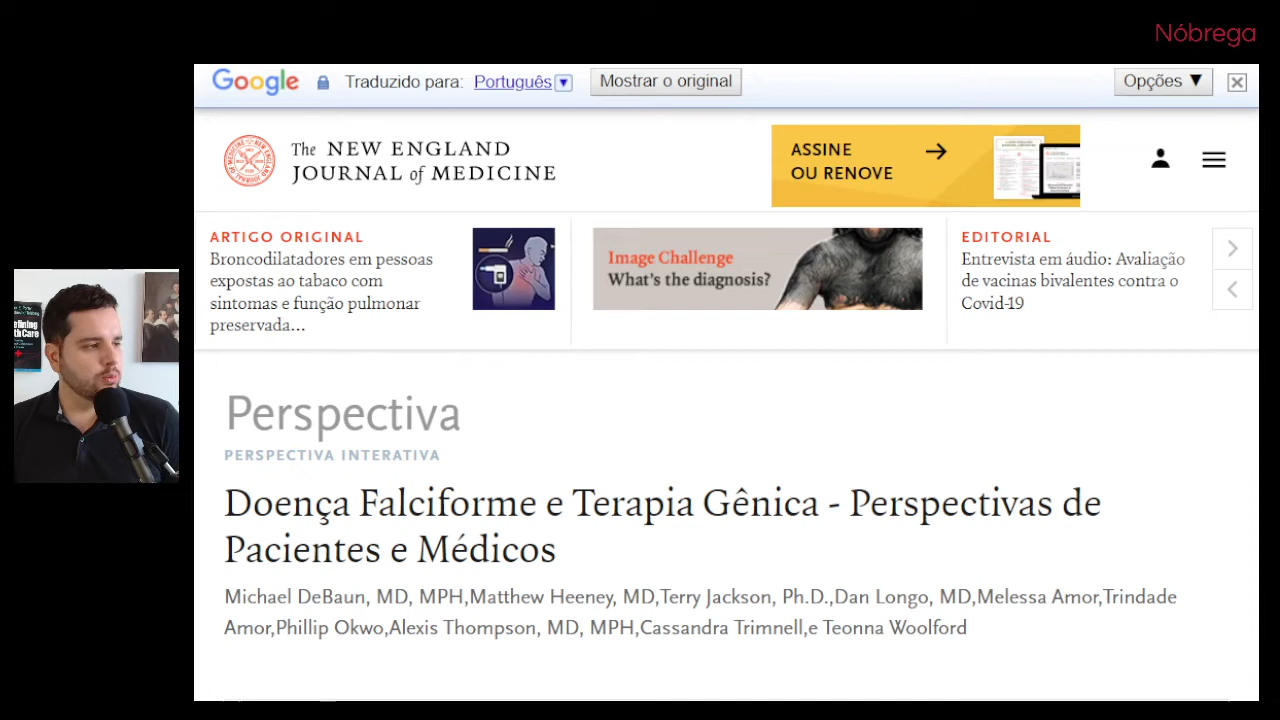 Nóbrega
Google Traduzido para: Português Mostrar o original Opções
The NEW ENGLAND
JOURNAL of MEDICINE
ASSINE
OU RENOVE
ARTIGO ORIGINAL
Broncodilatadores em pessoas
expostas ao tabaco com
sintomas e função pulmonar
preservada...
Image Challenge
What's the diagnosis?
EDITORIAL
Entrevista em áudio: Avaliação
de vacinas bivalentes contra o
Covid-19
Perspectiva
PERSPECTIVA INTERATIVA
Doença Falciforme e Terapia Gênica - Perspectivas de
Pacientes e Médicos
Michael DeBaun, MD, MPH,Matthew Heeney, MD,Terry Jackson, Ph.D.,Dan Longo, MD,Melessa Amor,Trindade
Amor,Phillip Okwo,Alexis Thompson, MD, MPH,Cassandra Trimnell,e Teonna Woolford